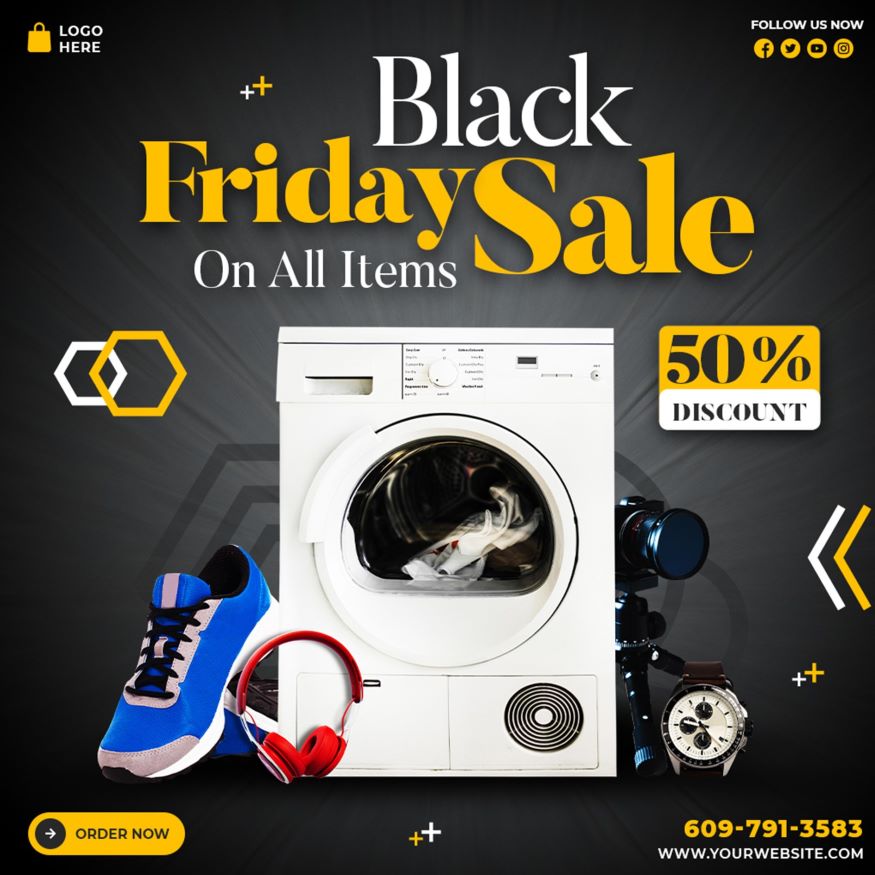 LOGO
HERE
FOLLOW US NOW
Black
Friday Sale
On All Items
50%
DISCOUNT
ORDER NOW
609-791-3583
WWW.YOURWEBSITE.COM